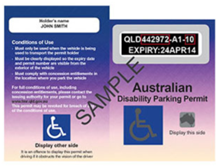 Holder's name
JOHN SMITH
Conditions of Use
Must only be used when the vehicle is being
used to transport the permit holder
Must be clearly displayed so the expiry date
and permit number are visible from the
exterior of the vehicle
Must comply with concession entitlements in
the location where you park the vehicle
For full conditions of use, including
concession entitlements, please contact the
issuing authority for your permit or go to
This permit may be revoked for breach of
of the conditions of use.
Display other side
It is an offence to display this permit when
driving if it obstructs the view of the driver
SAMPLE
QLD442972-A1-10
EXPIRY:24APR14
Australian
Disability Parking Permit
Display this side